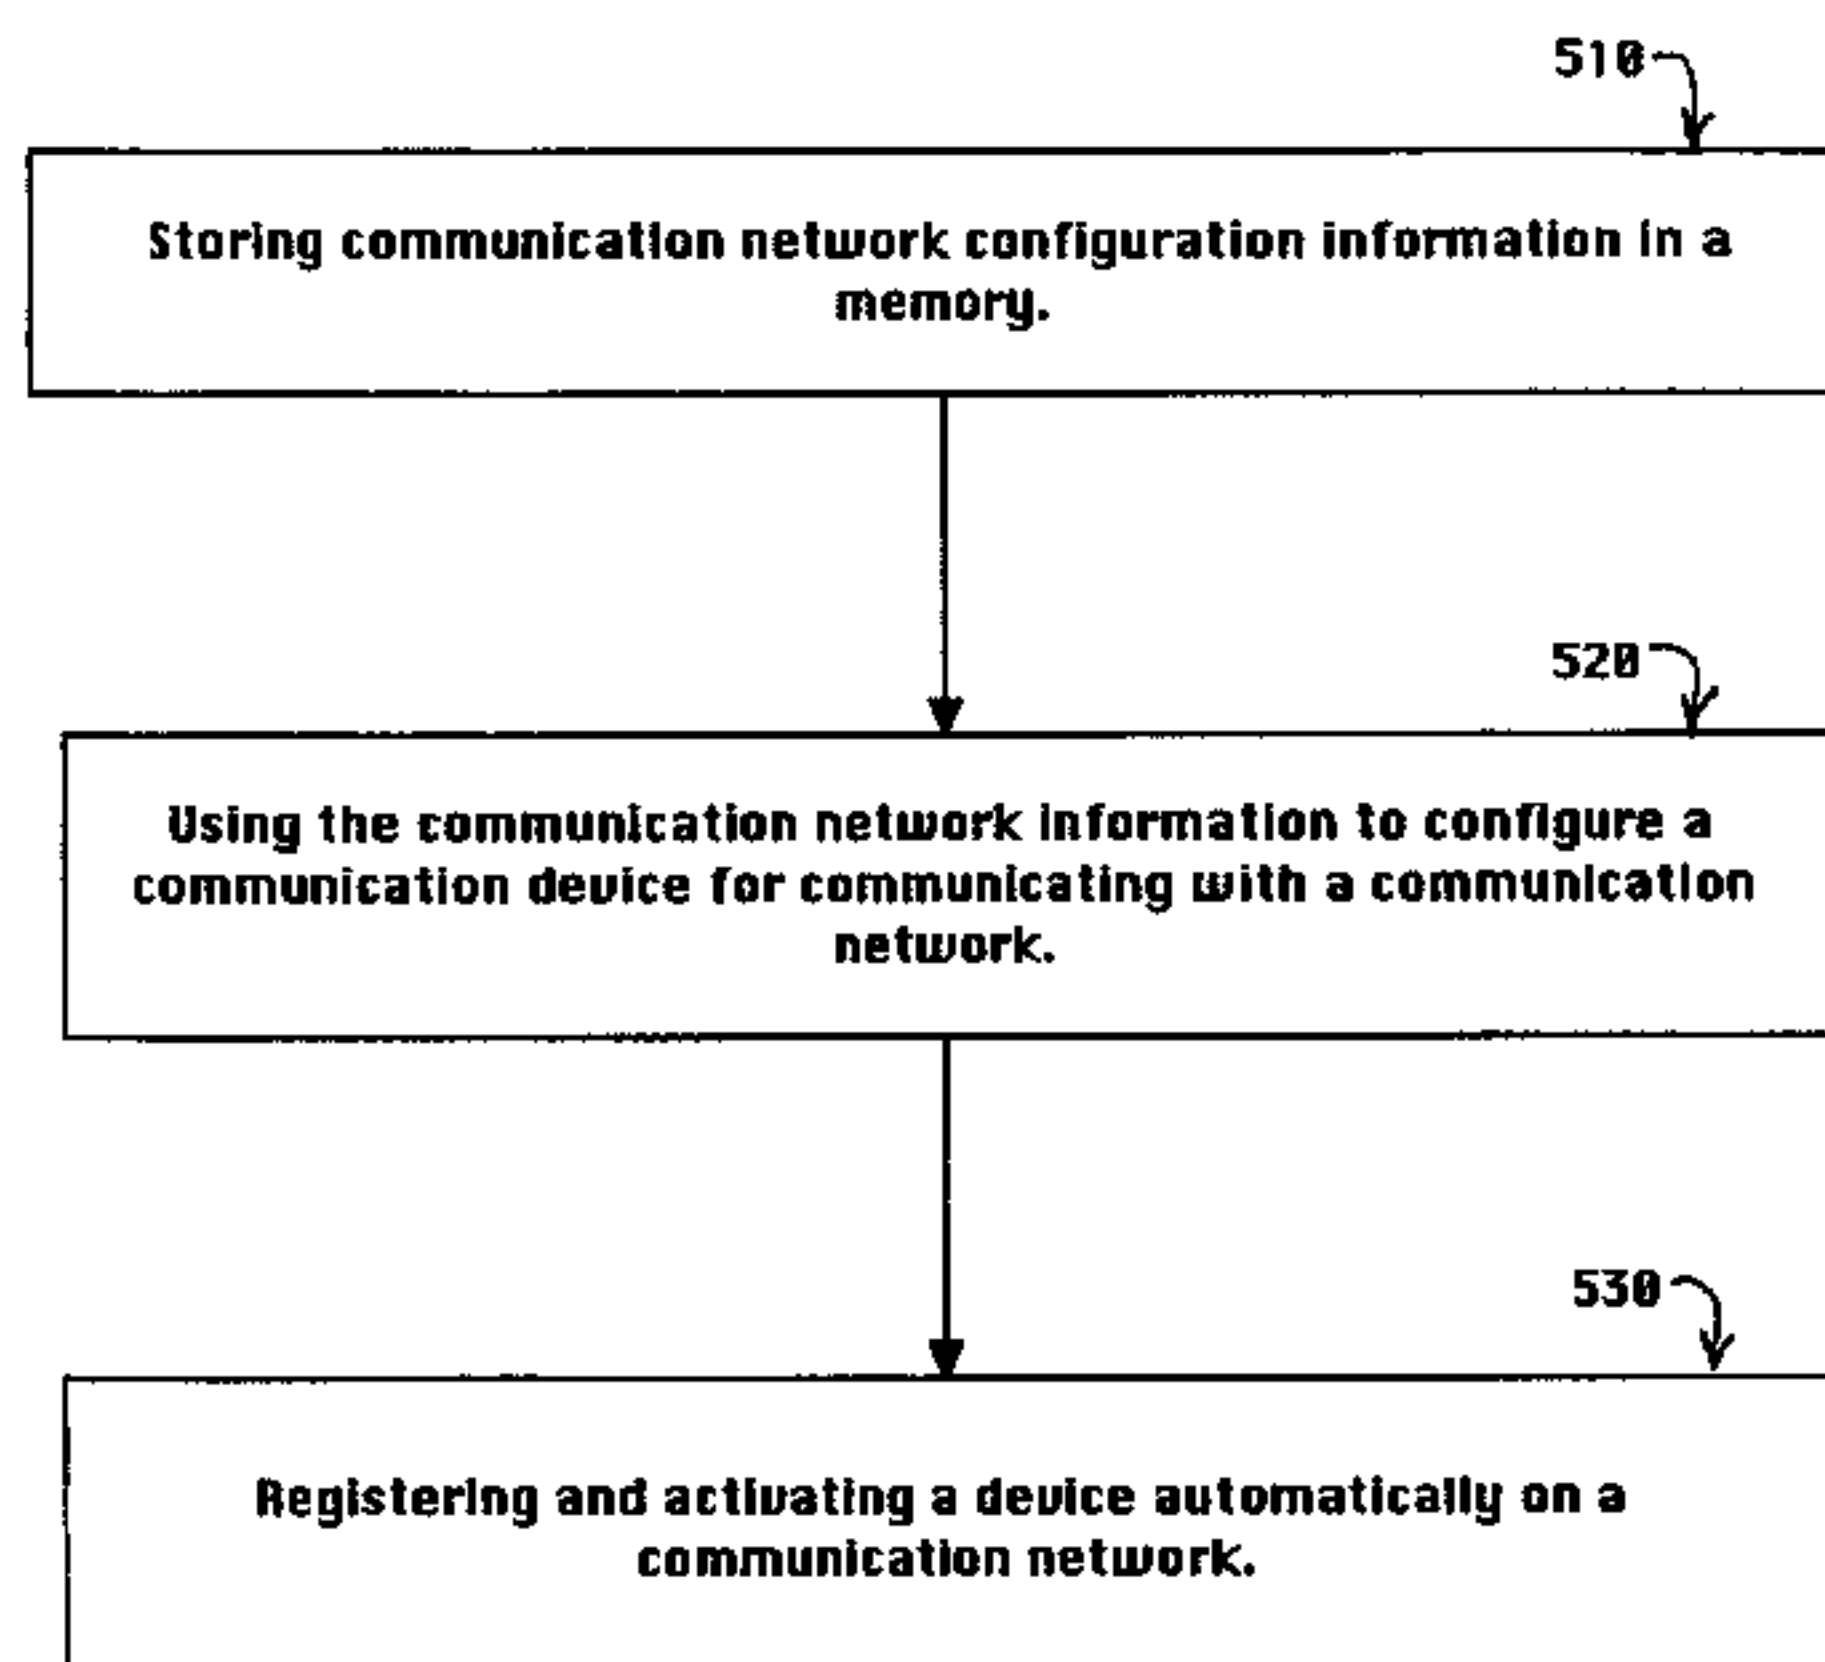 510
Storing communication network configuration information in a
memory.
520
Using the communication network information to configure a
communication device for communicating with a communication
network.
530
Registering and activating a device automatically on a
communication network.